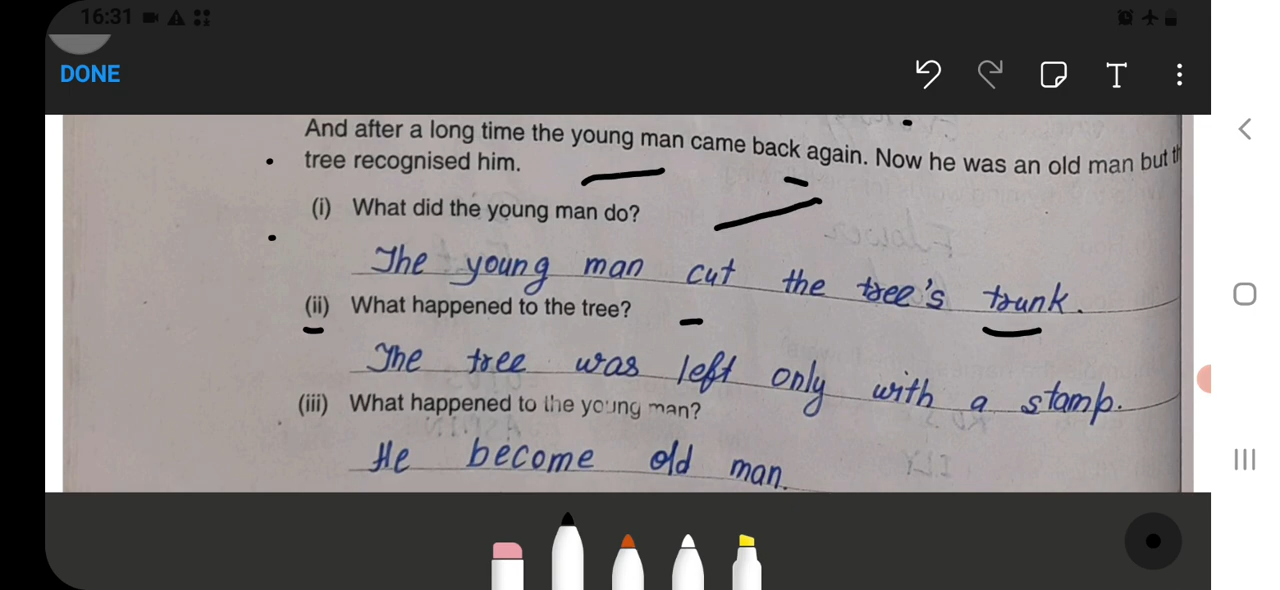 16:31
DONE
T
And after a long time the young man came back again. Now he was an old man but
tree recognised him.
(i) What did the young man do?
The young man cut the tree's trunk.
(ii) What happened to the tree?
The tree was left only with a stamp.
(iii) What happened to the young man?
He become old man.